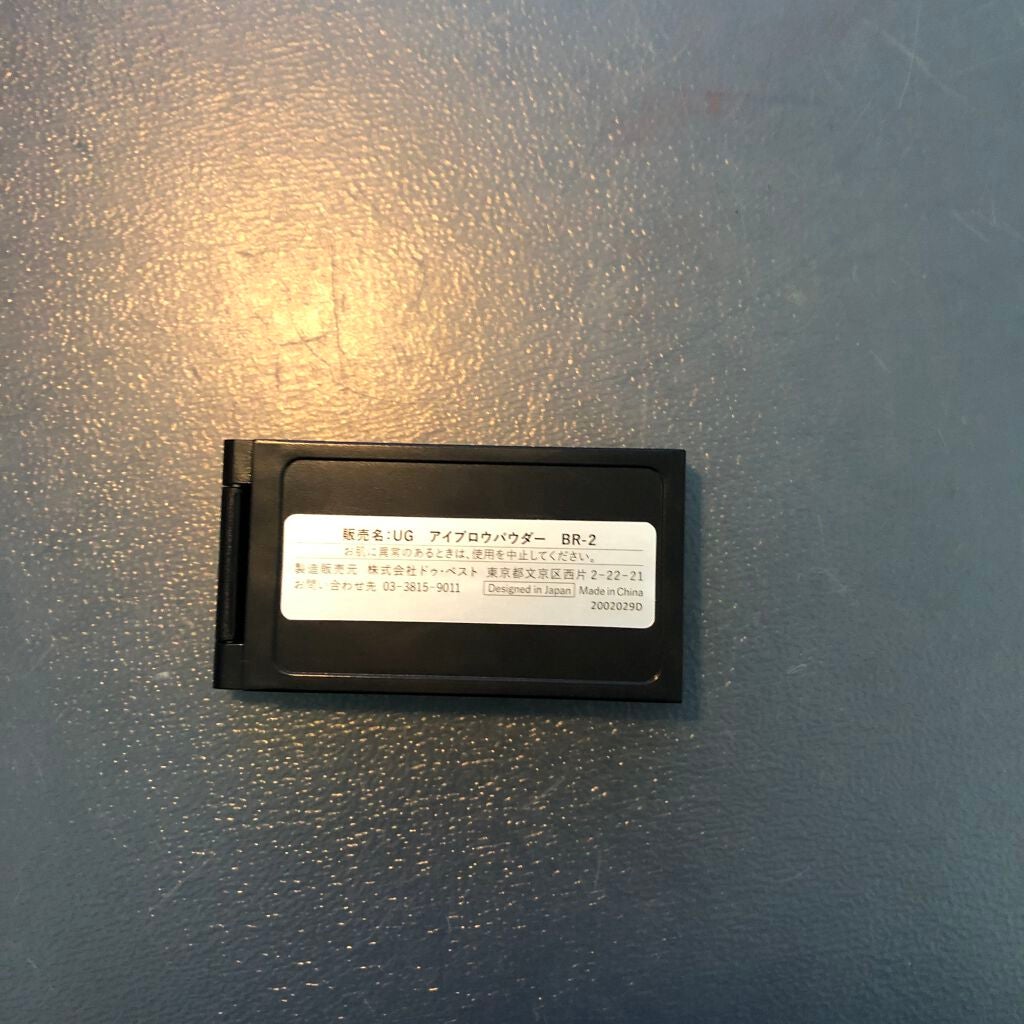 販売名:UG アイブロウパウダー BR-2
お肌に異常のあるときは、使用を中止してください。
製造販売元 株式会社ドゥ・ベスト 東京都文京区西片2-22-21
お問い合わせ先 03-3815-9011 Designed in Japan Made in China
2002029D